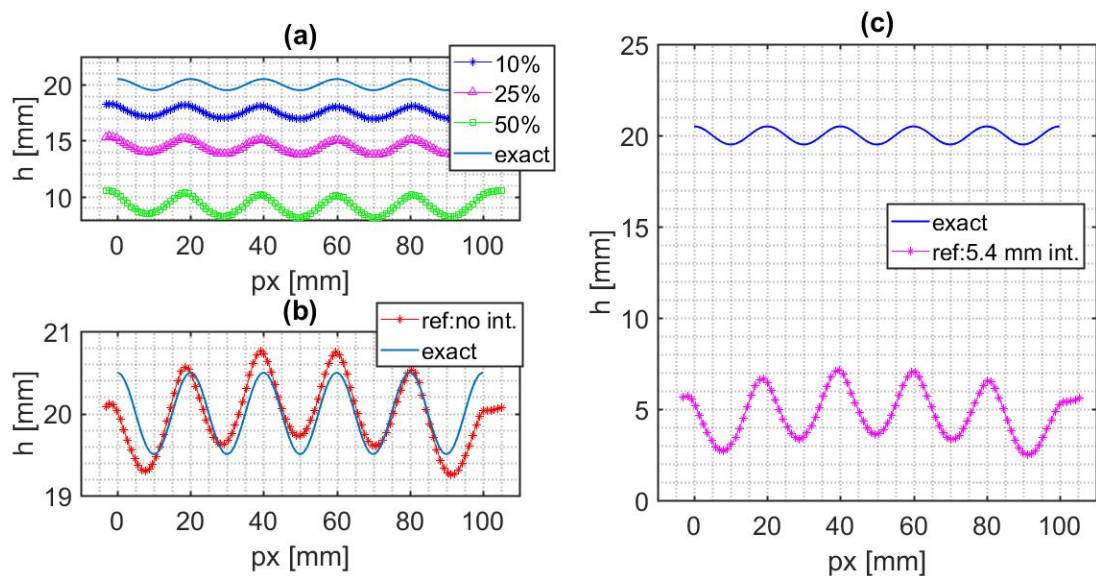 (a)
20
15
10
h [mm]
10%
25%
50%
exact
0 20 40 60 80 100
px [mm]
(b)
21
20
19
h [mm]
ref:no int.
exact
0 20 40 60 80 100
px [mm]
(c)
25
20
15
10
5
0
h [mm]
exact
ref:5.4 mm int.
0 20 40 60 80 100
px [mm]